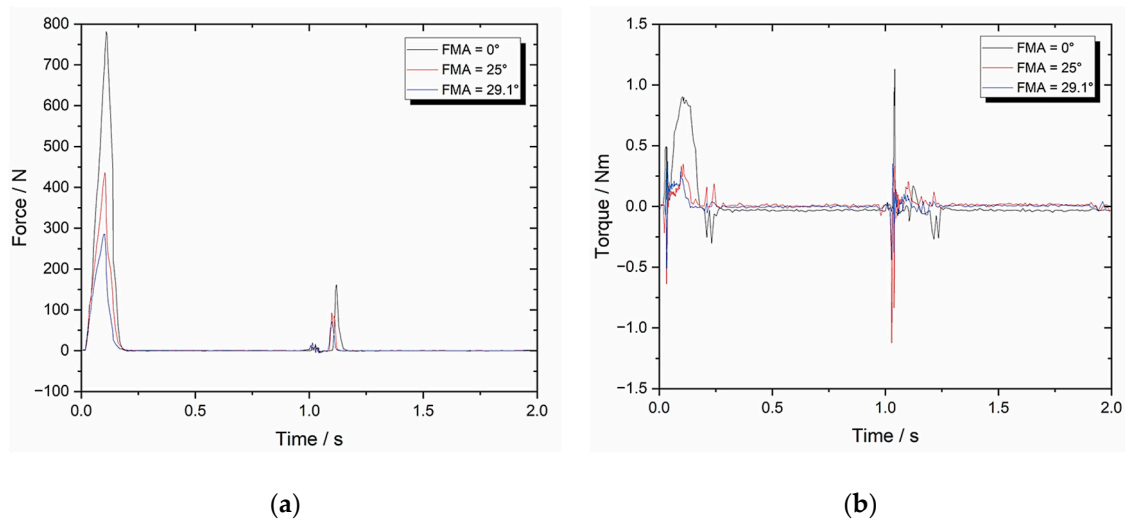 800
700
600
500
400
300
200
100
0
−100
Force / N
0.0
0.5
1.0
1.5
2.0
Time / s
FMA = 0°
FMA = 25°
FMA = 29.1°
(a)
1.5
1.0
0.5
0.0
−0.5
−1.0
−1.5
Torque / Nm
0.0
0.5
1.0
1.5
2.0
Time / s
FMA = 0°
FMA = 25°
FMA = 29.1°
(b)